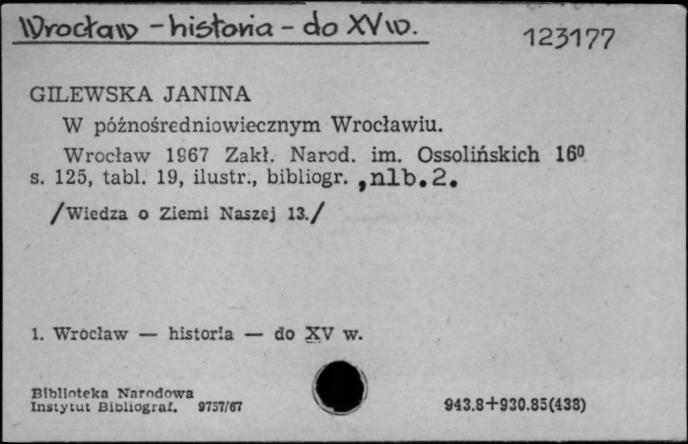 Wrocław - historia - do XV w.
123177
GILEWSKA JANINA
W późnośredniowiecznym Wrocławiu.
Wrocław 1967 Zakł. Narod. im. Ossolińskich 16⁰
s. 125, tabl. 19, ilustr., bibliogr. ,nlb.2.
/Wiedza o Ziemi Naszej 13./
1. Wrocław — historia — do XV w.
Biblioteka Narodowa
Instytut Bibliograf. 9757/67
943.8+930.85(438)